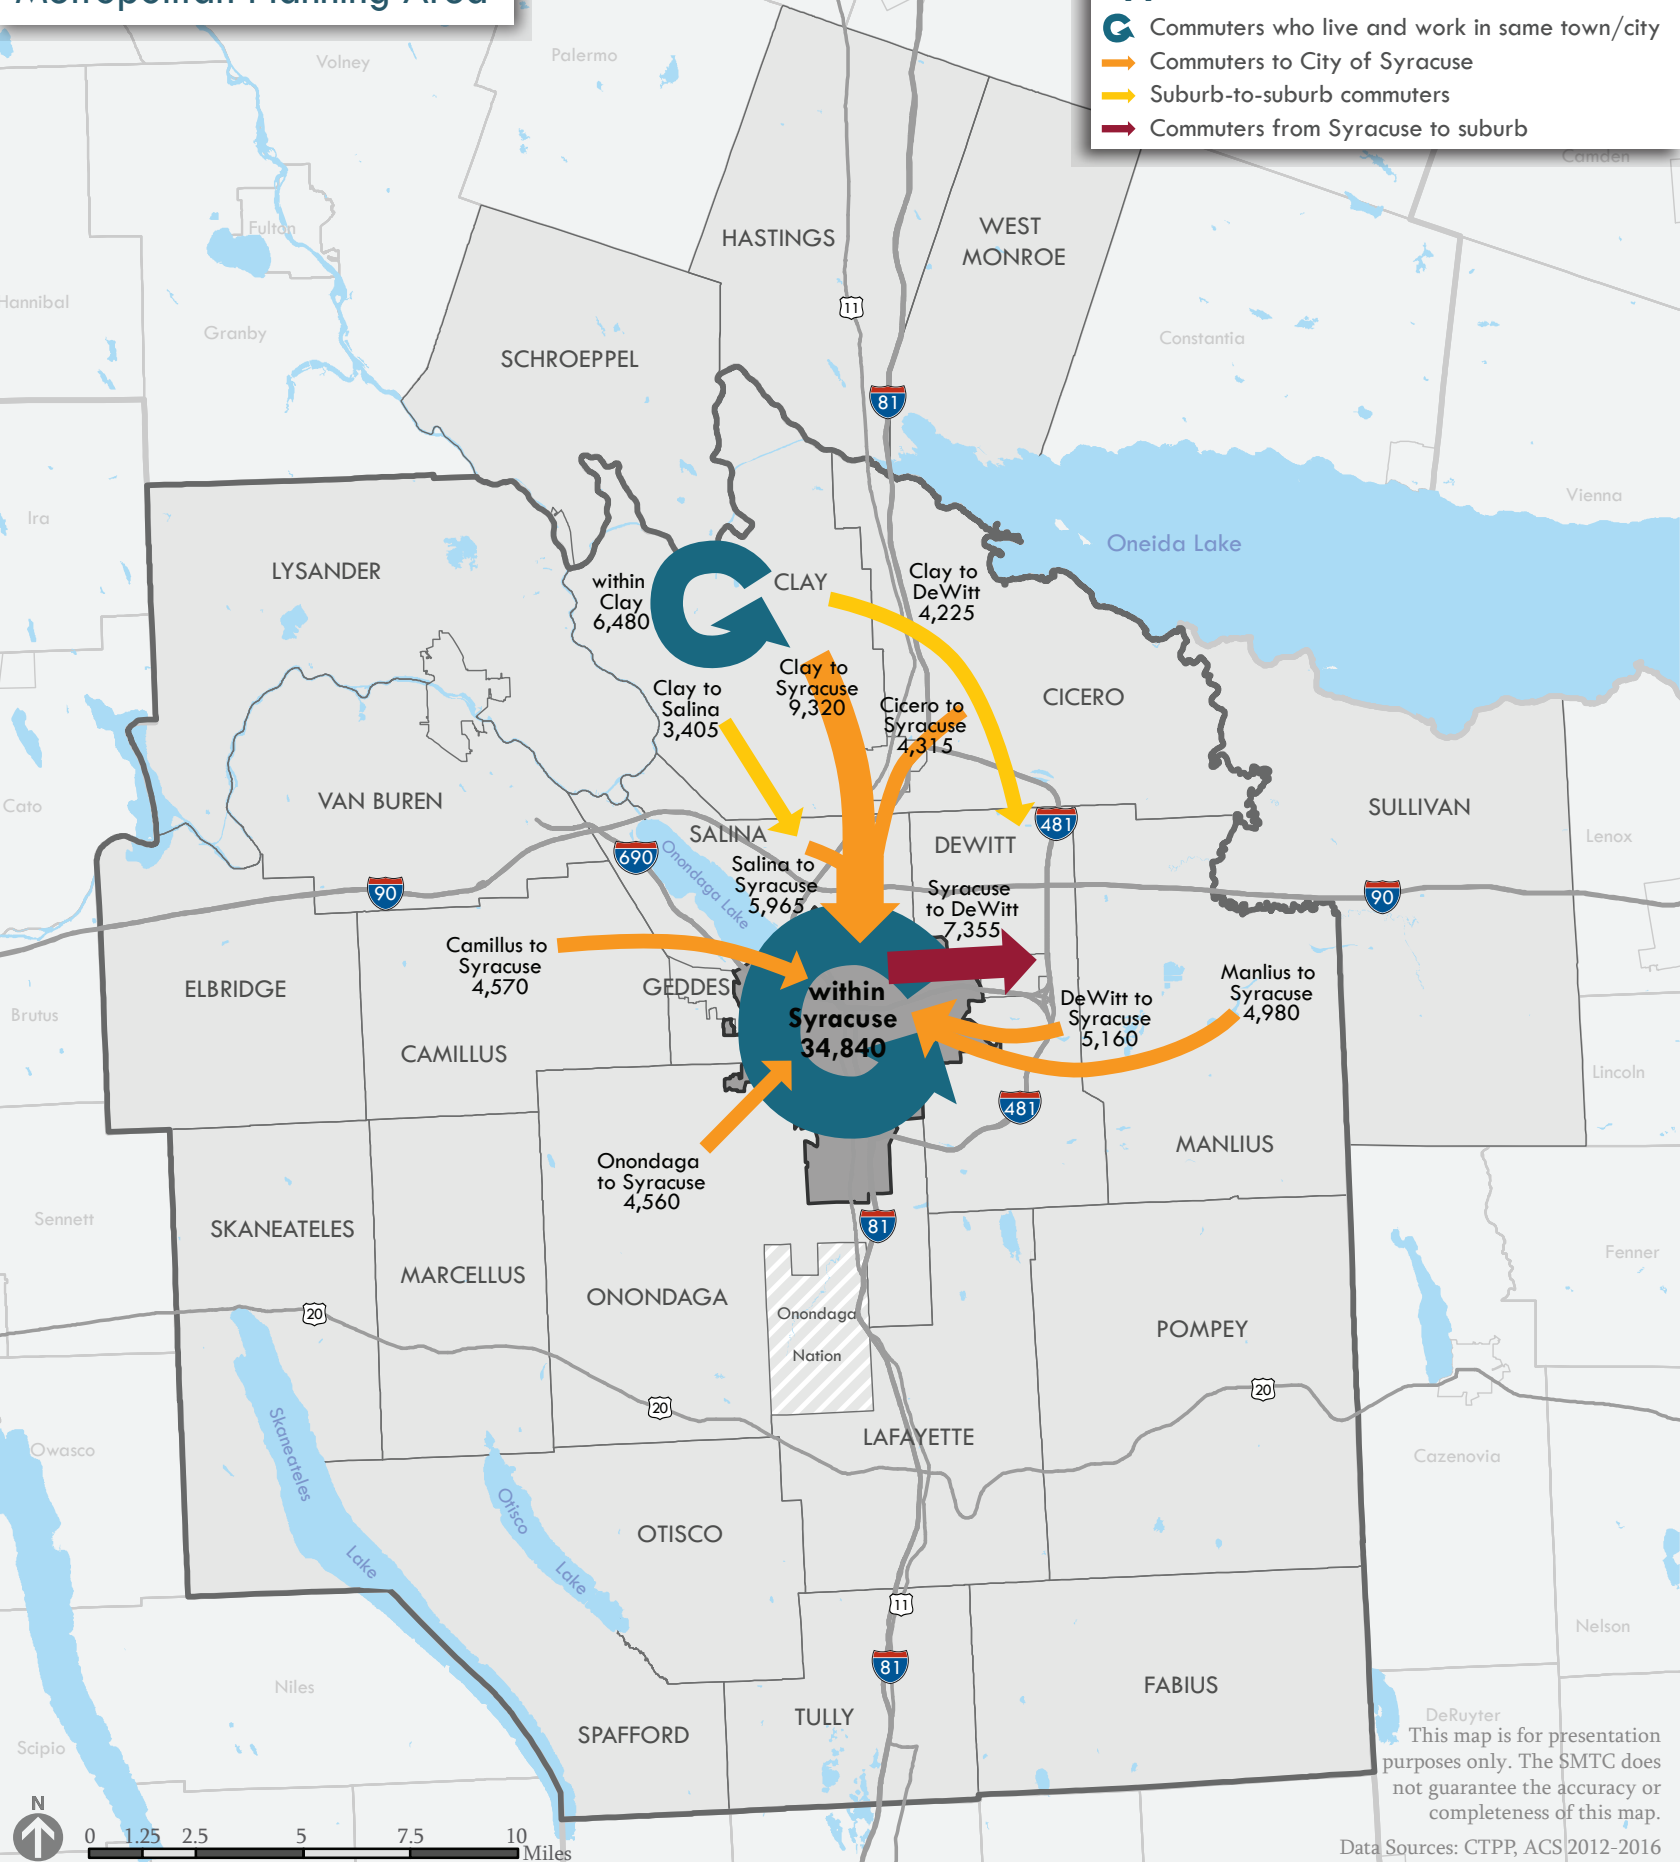 Metropolitan Planning Area
Commuters who live and work in same town/city
Commuters to City of Syracuse
Suburb-to-suburb commuters
Commuters from Syracuse to suburb
Volney
Palermo
Camden
Fulton
HASTINGS
WEST
MONROE
Hannibal
Granby
11
Constantia
SCHROEPPEL
81
Vienna
Ira
Oneida Lake
LYSANDER
within
Clay
6,480
CLAY
Clay to
DeWitt
4,225
Clay to
Syracuse
9,320
Clay to
Salina
3,405
Cicero to
Syracuse
4,315
CICERO
VAN BUREN
Cato
SULLIVAN
481
SALINA
DEWITT
Lenox
690
Onondaga Lake
Salina to
Syracuse
5,965
Syracuse
to DeWitt
7,355
90
90
Camillus to
Syracuse
4,570
ELBRIDGE
GEDDES
within
Syracuse
34,840
DeWitt to
Syracuse
5,160
Manlius to
Syracuse
4,980
Brutus
CAMILLUS
Lincoln
481
MANLIUS
Onondaga
to Syracuse
4,560
Sennett
SKANEATELES
81
Fenner
MARCELLUS
ONONDAGA
Onondaga
Nation
20
POMPEY
20
20
LAFAYETTE
Owasco
Skaneateles
Lake
Cazenovia
Otisco
Lake
OTISCO
11
Nelson
81
Niles
FABIUS
TULLY
SPAFFORD
Scipio
DeRuyter
This map is for presentation
purposes only. The SMTC does
not guarantee the accuracy or
completeness of this map.
N
0 1.25 2.5 5 7.5 10
Miles
Data Sources: CTPP, ACS 2012-2016